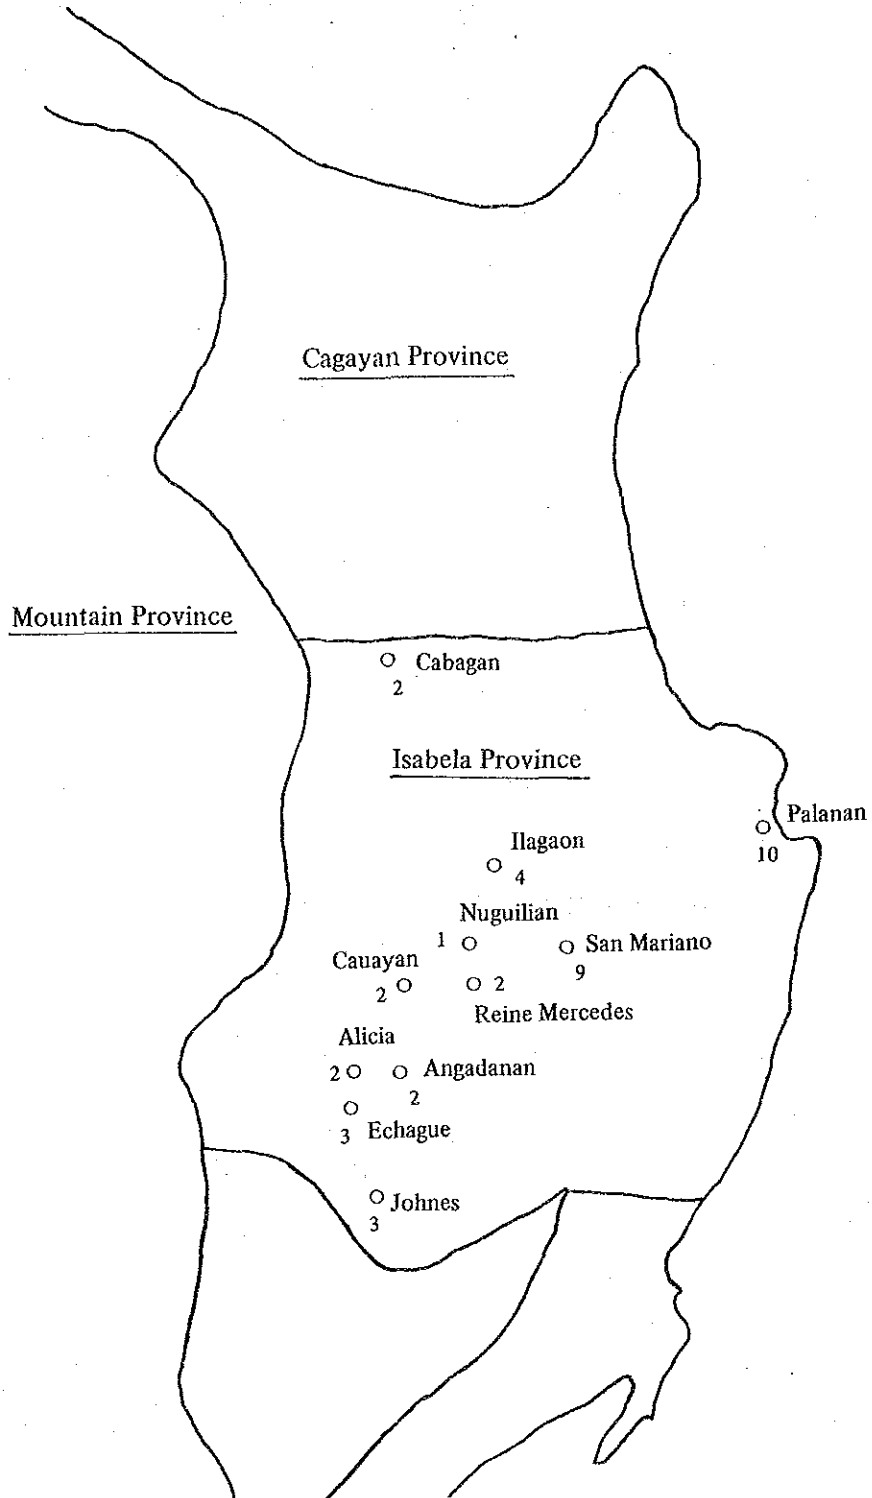 Cagayan Province
Mountain Province
Cabagan
2
Isabela Province
Palanan
10
Ilagaon
4
Nuguilian
1
San Mariano
9
Cauayan
2
2
Reine Mercedes
Alicia
2
Angadanan
2
3 Echague
Johnes
3